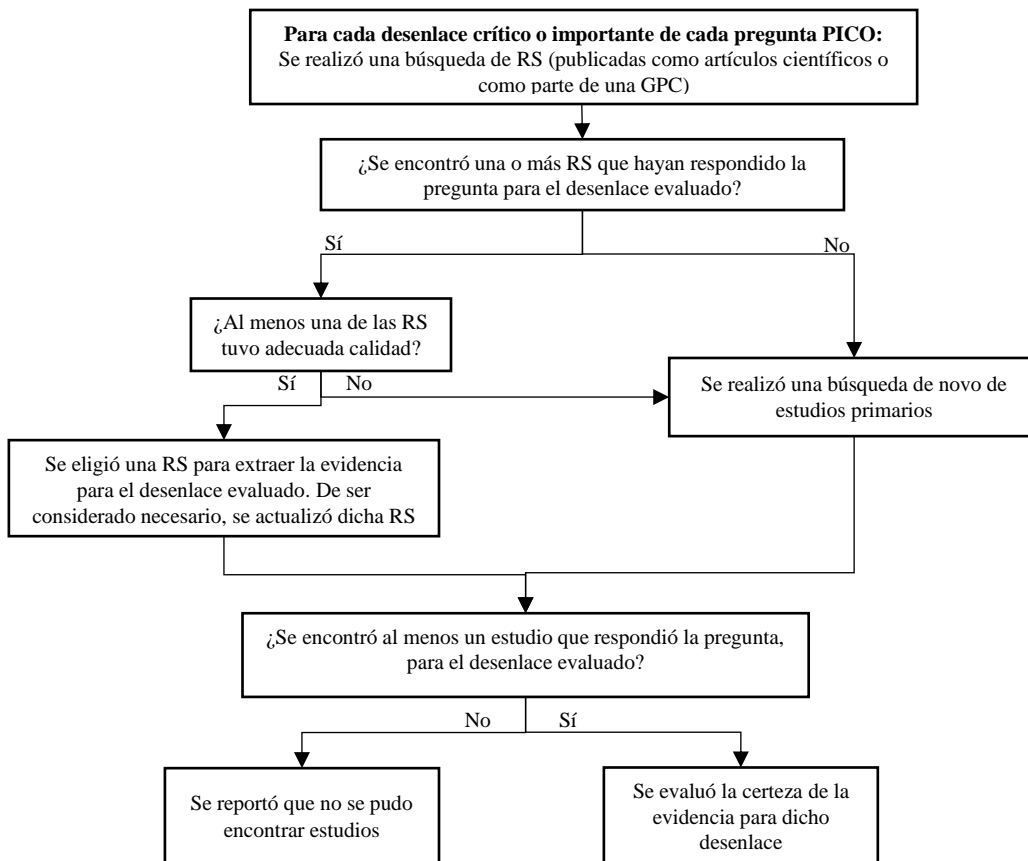 Para cada desenlace crítico o importante de cada pregunta PICO:
Se realizó una búsqueda de RS (publicadas como artículos científicos o
como parte de una GPC)
¿Se encontró una o más RS que hayan respondido la
pregunta para el desenlace evaluado?
Sí
No
¿Al menos una de las RS
tuvo adecuada calidad?
Sí
No
Se realizó una búsqueda de novo de
estudios primarios
Se eligió una RS para extraer la evidencia
para el desenlace evaluado. De ser
considerado necesario, se actualizó dicha RS
¿Se encontró al menos un estudio que respondió la pregunta,
para el desenlace evaluado?
No
Sí
Se reportó que no se pudo
encontrar estudios
Se evaluó la certeza de la
evidencia para dicho
desenlace